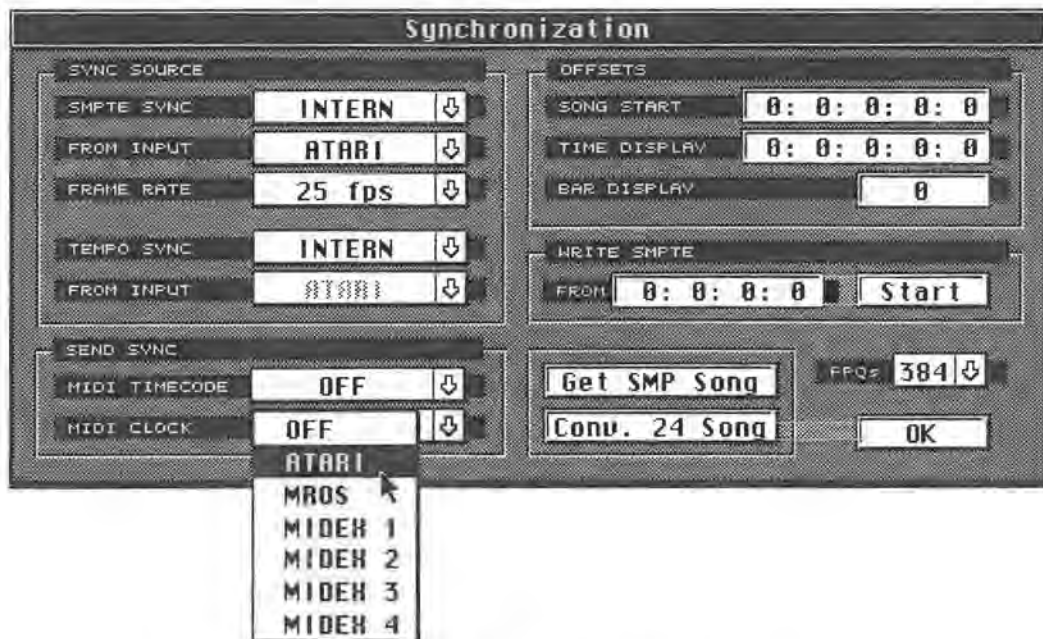 Synchronization
SYNC SOURCE
SMPTE SYNC INTERN
FROM INPUT ATARI
FRAME RATE 25 fps
TEMPO SYNC INTERN
FROM INPUT ATARI
SEND SYNC
MIDI TIMECODE OFF
MIDI CLOCK OFF
ATARI
MROS
MIDEX 1
MIDEX 2
MIDEX 3
MIDEX 4
OFFSETS
SONG START 0: 0: 0: 0: 0
TIME DISPLAY 0: 0: 0: 0: 0
BAR DISPLAY 0
WRITE SMPTE
FROM 0: 0: 0: 0 Start
Get SMP Song
Conv. 24 Song
PPQs 384
OK